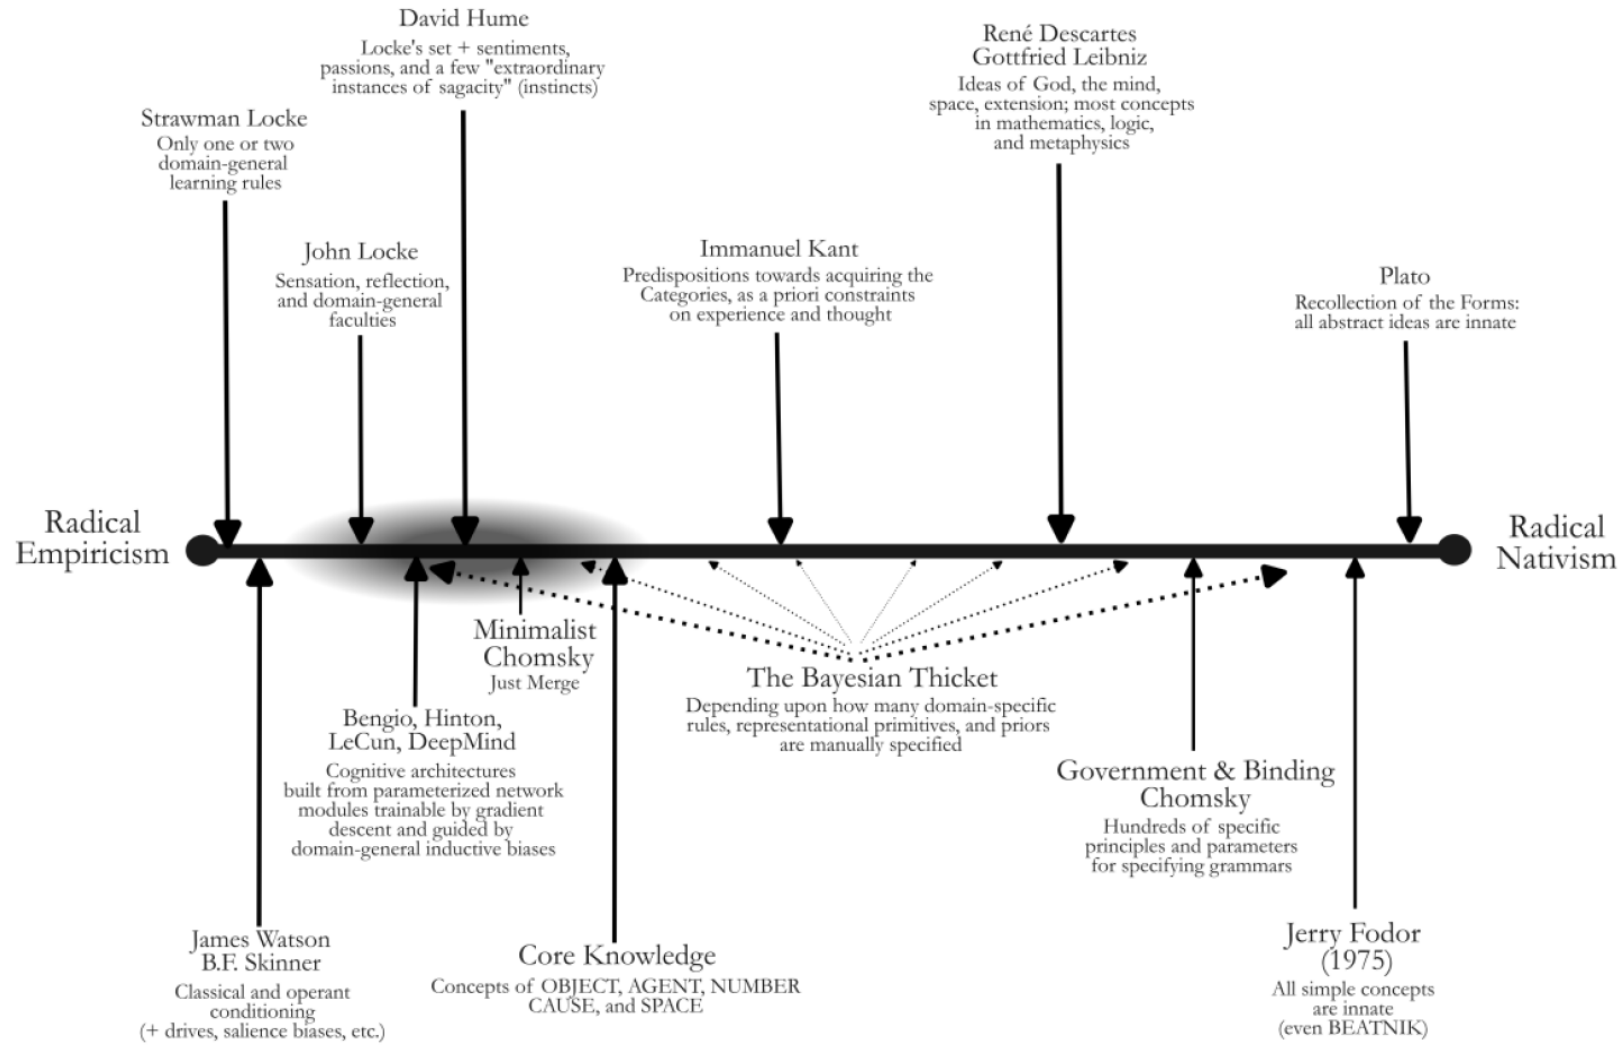 David Hume
Locke's set + sentiments,
passions, and a few "extraordinary
instances of sagacity" (instincts)
René Descartes
Gottfried Leibniz
Ideas of God, the mind,
space, extension; most concepts
in mathematics, logic,
and metaphysics
Strawman Locke
Only one or two
domain-general
learning rules
John Locke
Sensation, reflection,
and domain-general
faculties
Immanuel Kant
Predispositions towards acquiring the
Categories, as a priori constraints
on experience and thought
Plato
Recollection of the Forms:
all abstract ideas are innate
Radical
Empiricism
Radical
Nativism
Minimalist
Chomsky
Just Merge
The Bayesian Thicket
Depending upon how many domain-specific
rules, representational primitives, and priors
are manually specified
Bengio, Hinton,
LeCun, DeepMind
Cognitive architectures
built from parameterized network
modules trainable by gradient
descent and guided by
domain-general inductive biases
Government & Binding
Chomsky
Hundreds of specific
principles and parameters
for specifying grammars
James Watson
B.F. Skinner
Classical and operant
conditioning
(+ drives, salience biases, etc.)
Core Knowledge
Concepts of OBJECT, AGENT, NUMBER
CAUSE, and SPACE
Jerry Fodor
(1975)
All simple concepts
are innate
(even BEATNIK)